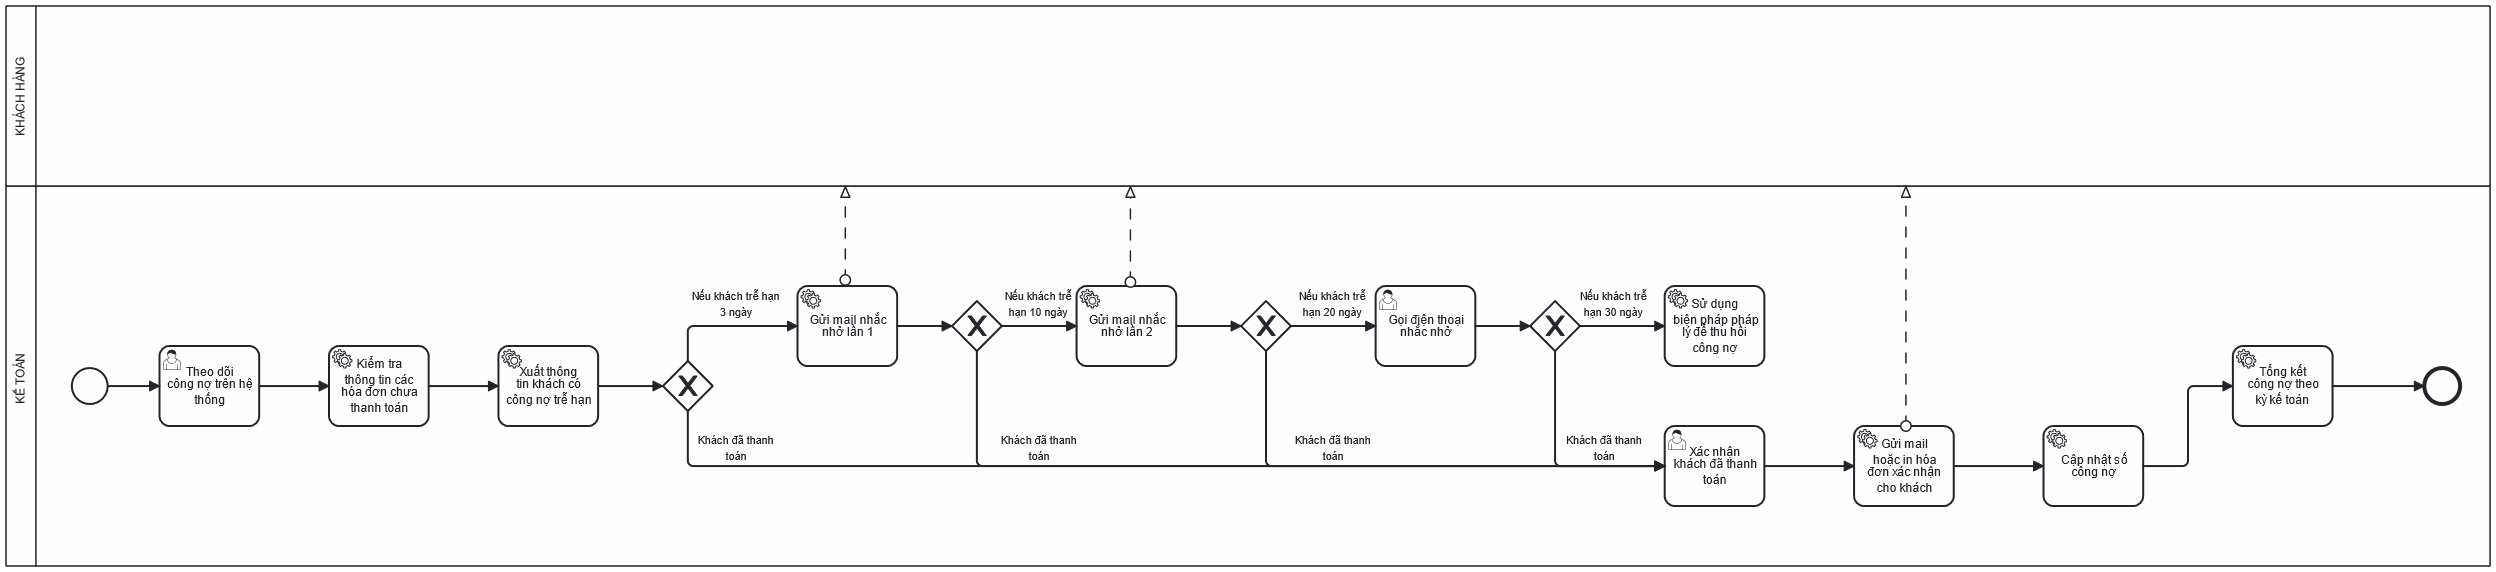 KHÁCH HÀNG
KẾ TOÁN
Theo dõi
công nợ trên hệ
thống
Kiểm tra
thông tin các
hóa đơn chưa
thanh toán
Xuất thông
tin khách có
công nợ trễ hạn
Nếu khách trễ hạn
3 ngày
Khách đã thanh
toán
Gửi mail nhắc
nhở lần 1
Nếu khách trễ
hạn 10 ngày
Khách đã thanh
toán
Gửi mail nhắc
nhở lần 2
Nếu khách trễ
hạn 20 ngày
Khách đã thanh
toán
Gọi điện thoại
nhắc nhở
Nếu khách trễ
hạn 30 ngày
Khách đã thanh
toán
Sử dụng
biện pháp pháp
lý để thu hồi
công nợ
Xác nhận
khách đã thanh
toán
Gửi mail
hoặc in hóa
đơn xác nhận
cho khách
Cập nhật số
công nợ
Tổng kết
công nợ theo
kỳ kế toán